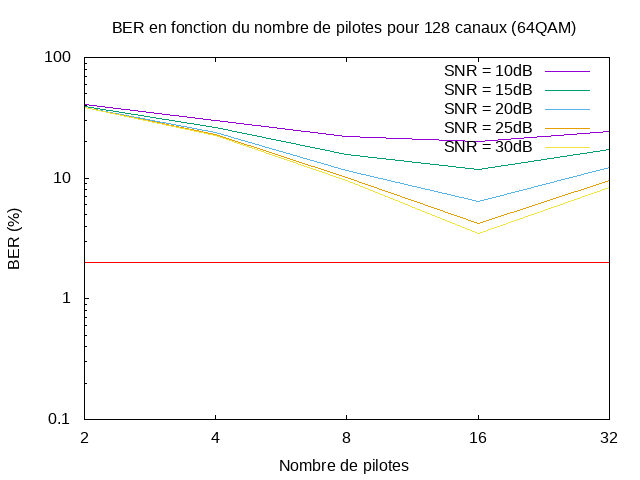 BER en fonction du nombre de pilotes pour 128 canaux (64QAM)
100
10
1
0.1
BER (%)
SNR = 10dB
SNR = 15dB
SNR = 20dB
SNR = 25dB
SNR = 30dB
2 4 8 16 32
Nombre de pilotes